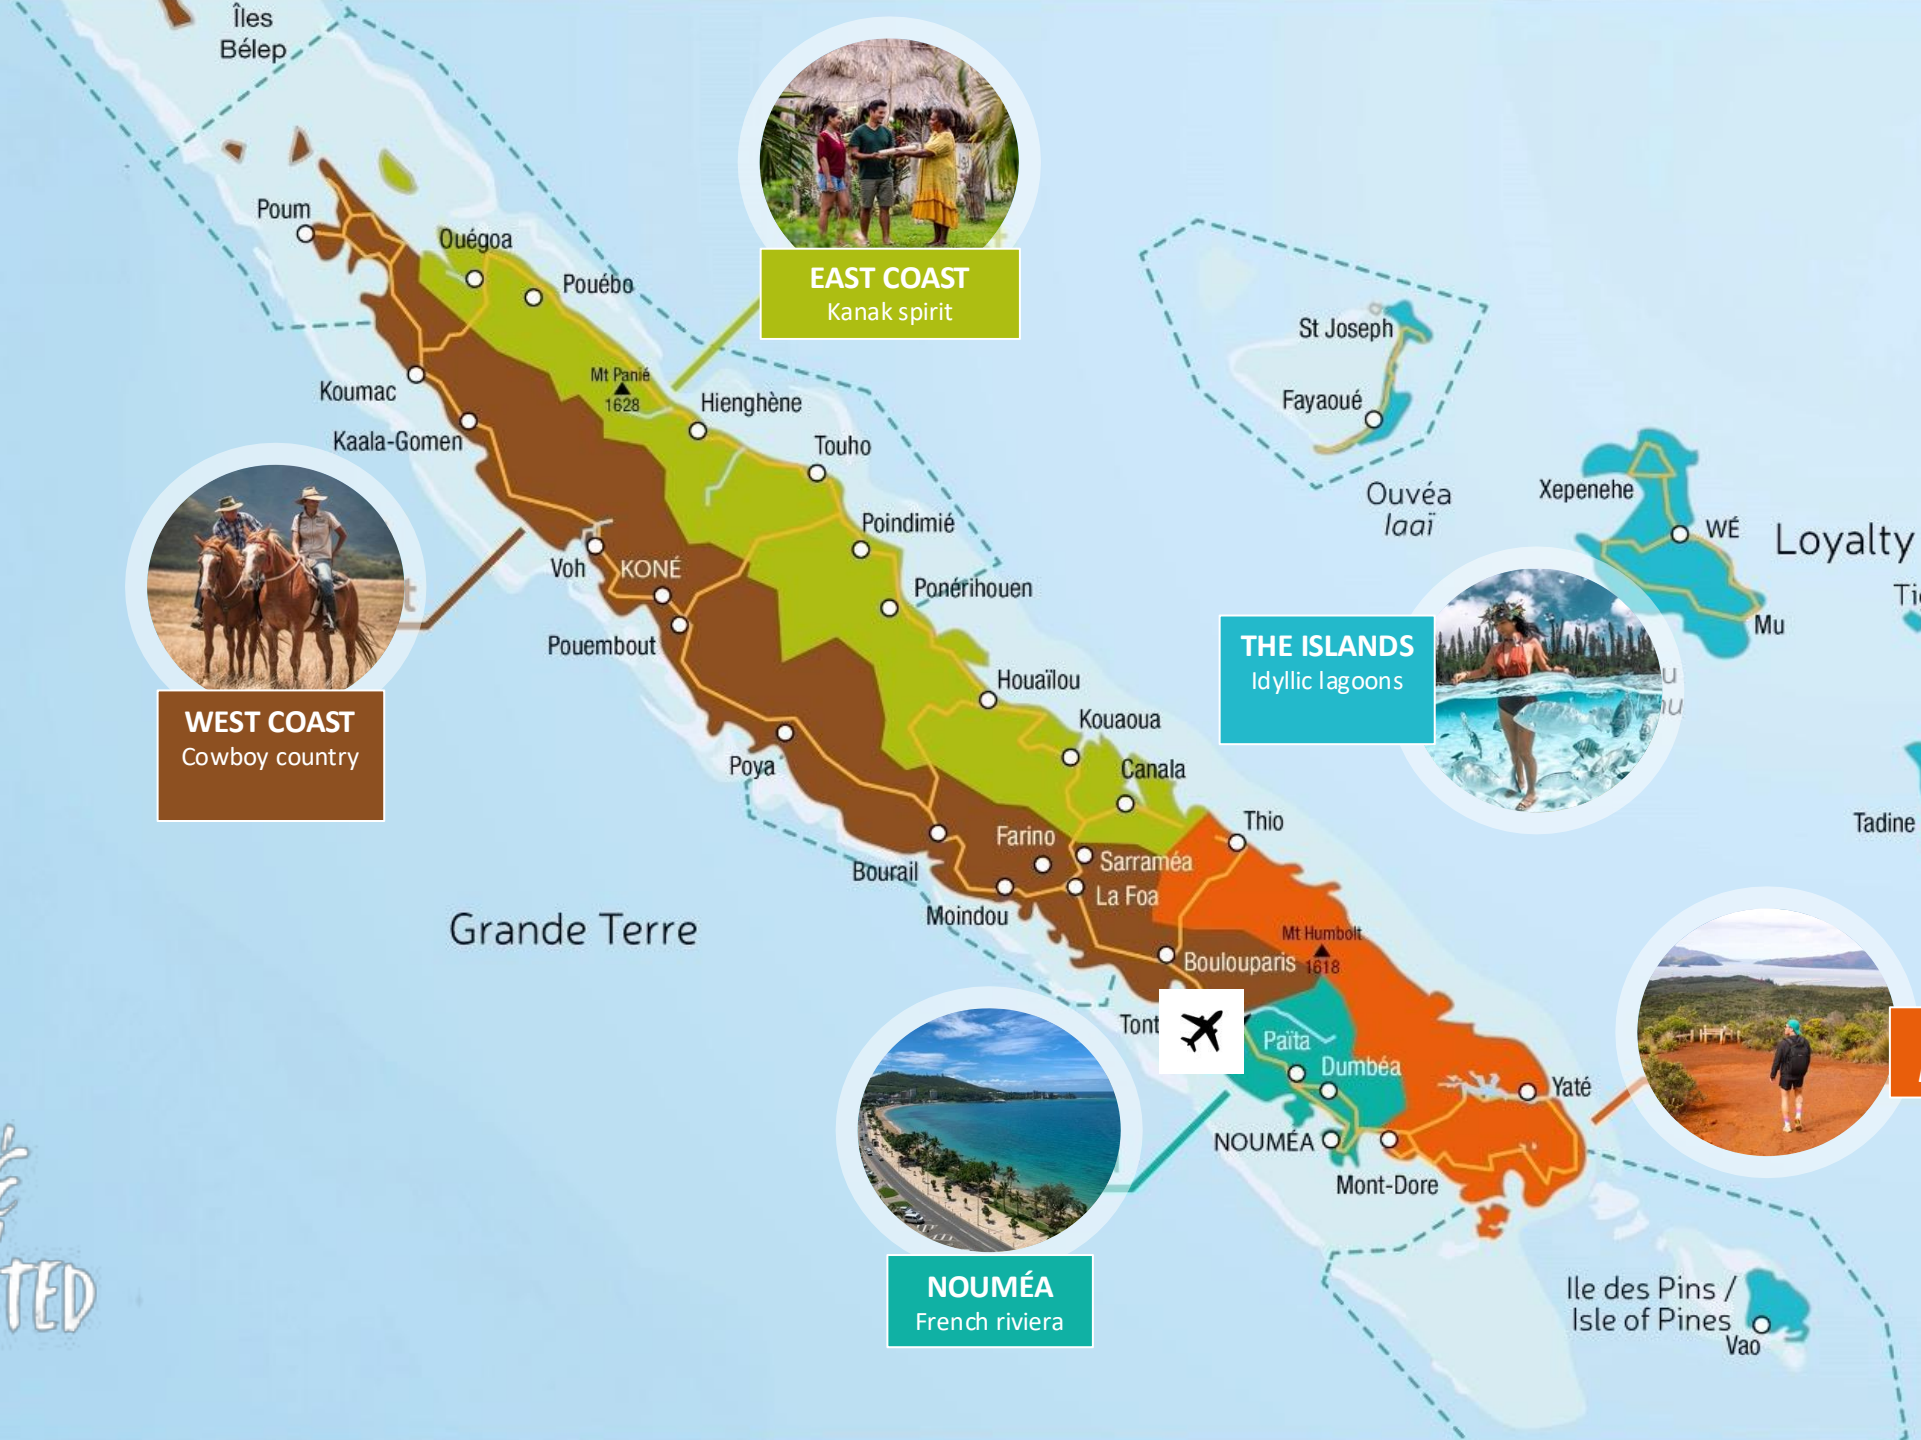 Îles
Bélep
Poum
Ouégoa
Pouébo
EAST COAST
Kanak spirit
Mt Panié
1628
Hienghène
Koumac
Kaala-Gomen
Touho
St Joseph
Fayaoué
Ouvéa
Iaaï
Xepenehe
WÉ
Loyalty
Mu
Poindimié
Voh
KONÉ
Ponérihouen
Pouembout
THE ISLANDS
Idyllic lagoons
WEST COAST
Cowboy country
Houaïlou
Kouaoua
Poya
Canala
Tadine
Thio
Farino
Sarraméa
Bourail
La Foa
Moindou
Grande Terre
Mt Humbolt
1618
Boulouparis
Païta
Dumbéa
Yaté
NOUMÉA
Mont-Dore
NOUMÉA
French riviera
Ile des Pins /
Isle of Pines
Vao